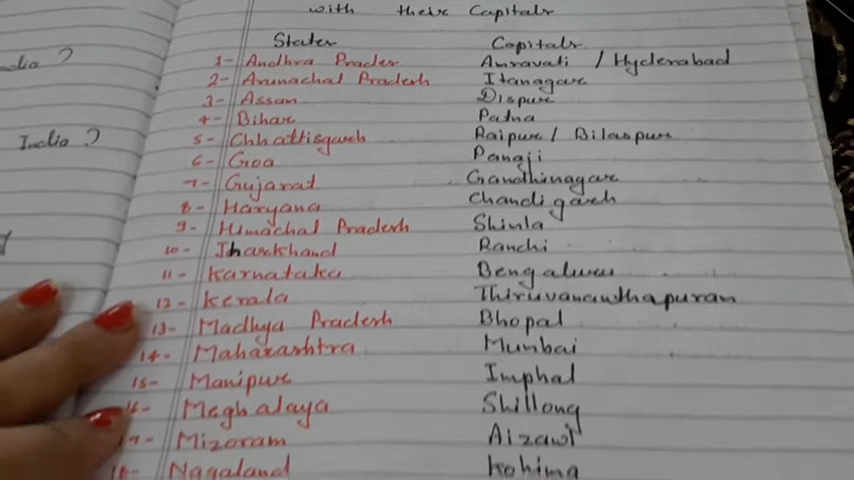 with their Capitals
India ?
India ?
States Capitals
1- Andhra Prades Amravati / Hyderabad
2- Arunachal Pradesh Itanagar
3- Assam Dispur
4- Bihar Patna
5- Chhattisgarh Raipur / Bilaspur
6- Goa Panaji
7- Gujarat Gandhinagar
8- Haryana Chandigarh
9- Himachal Pradesh Shimla
10- Jharkhand Ranchi
11- Karnataka Bengaluru
12- Kerala Thiruvananthapuram
13- Madhya Pradesh Bhopal
14- Maharashtra Mumbai
15- Manipur Imphal
16- Meghalaya Shillong
17- Mizoram Aizawl
18- Nagaland Kohima